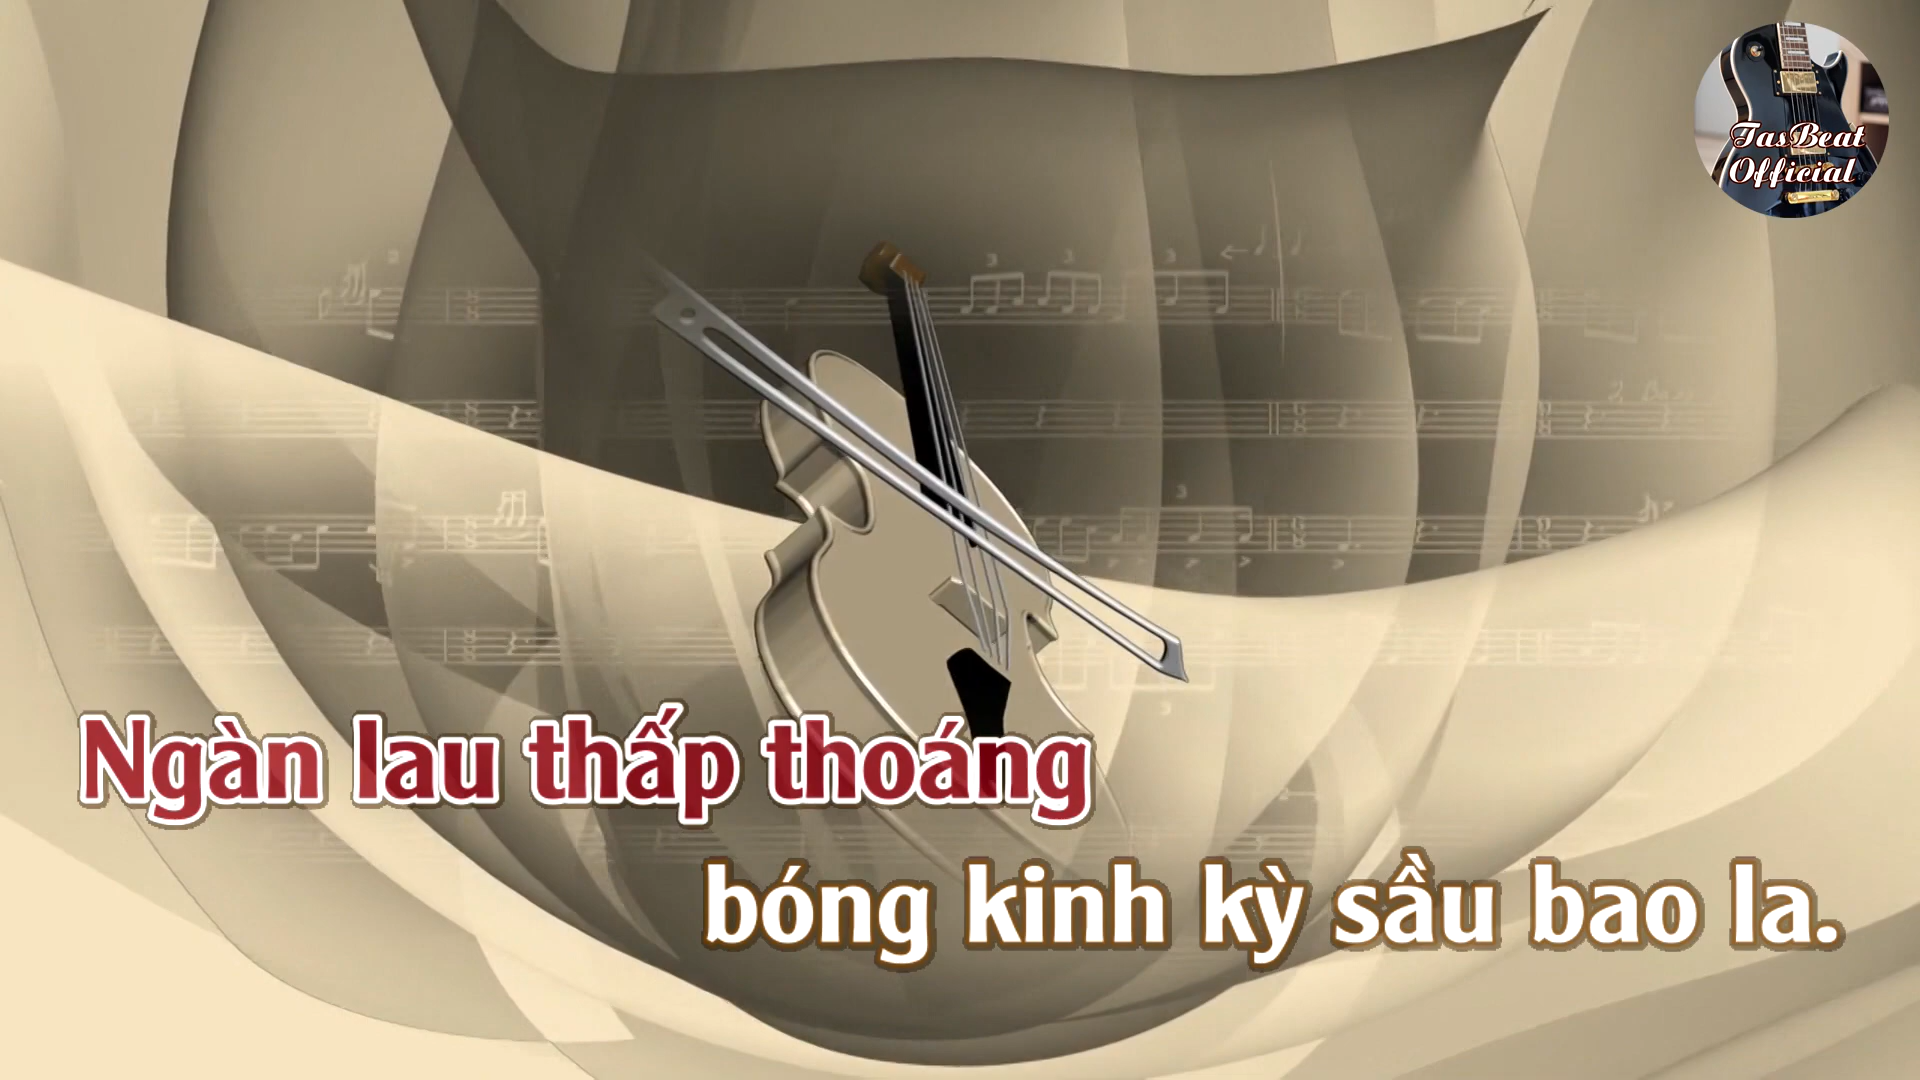 TasBeat
Official
Ngàn lau thấp thoáng
bóng kinh kỳ sầu bao la.